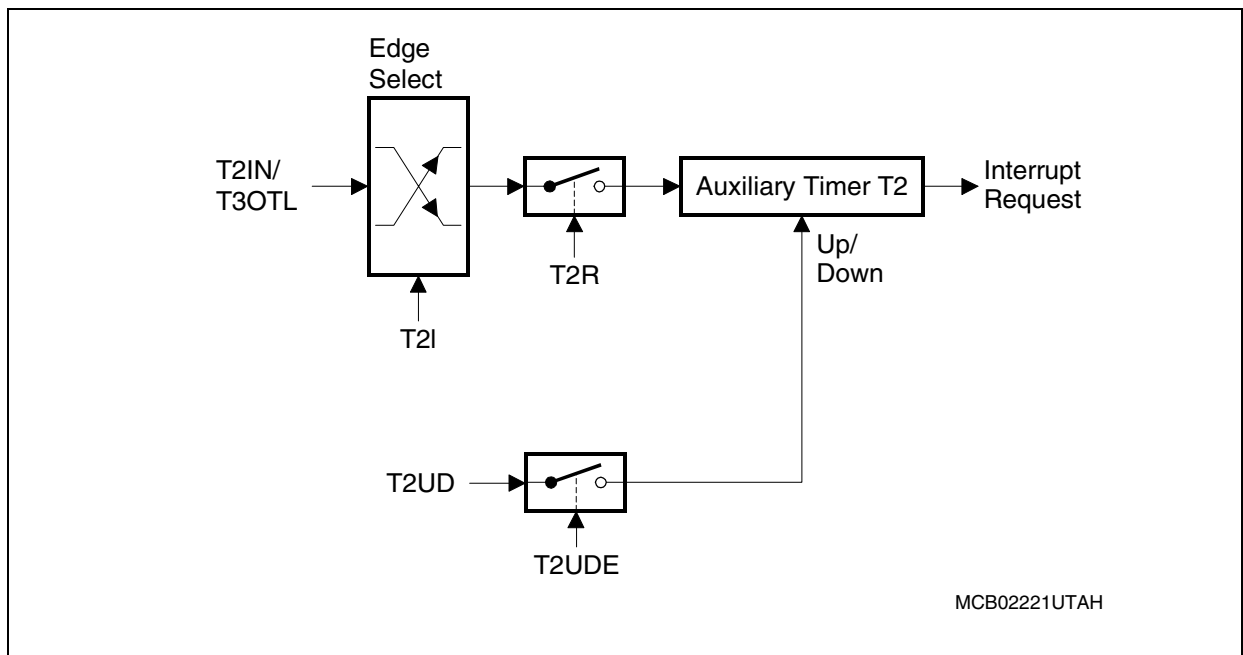 Edge
Select
T2IN/
T3OTL
Auxiliary Timer T2
Interrupt
Request
T2R
Up/
Down
T2I
T2UD
T2UDE
MCB02221UTAH